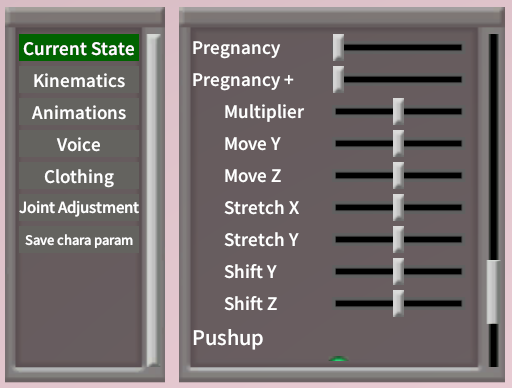 Current State
Kinematics
Animations
Voice
Clothing
Joint Adjustment
Save chara param
Pregnancy
Pregnancy +
Multiplier
Move Y
Move Z
Stretch X
Stretch Y
Shift Y
Shift Z
Pushup